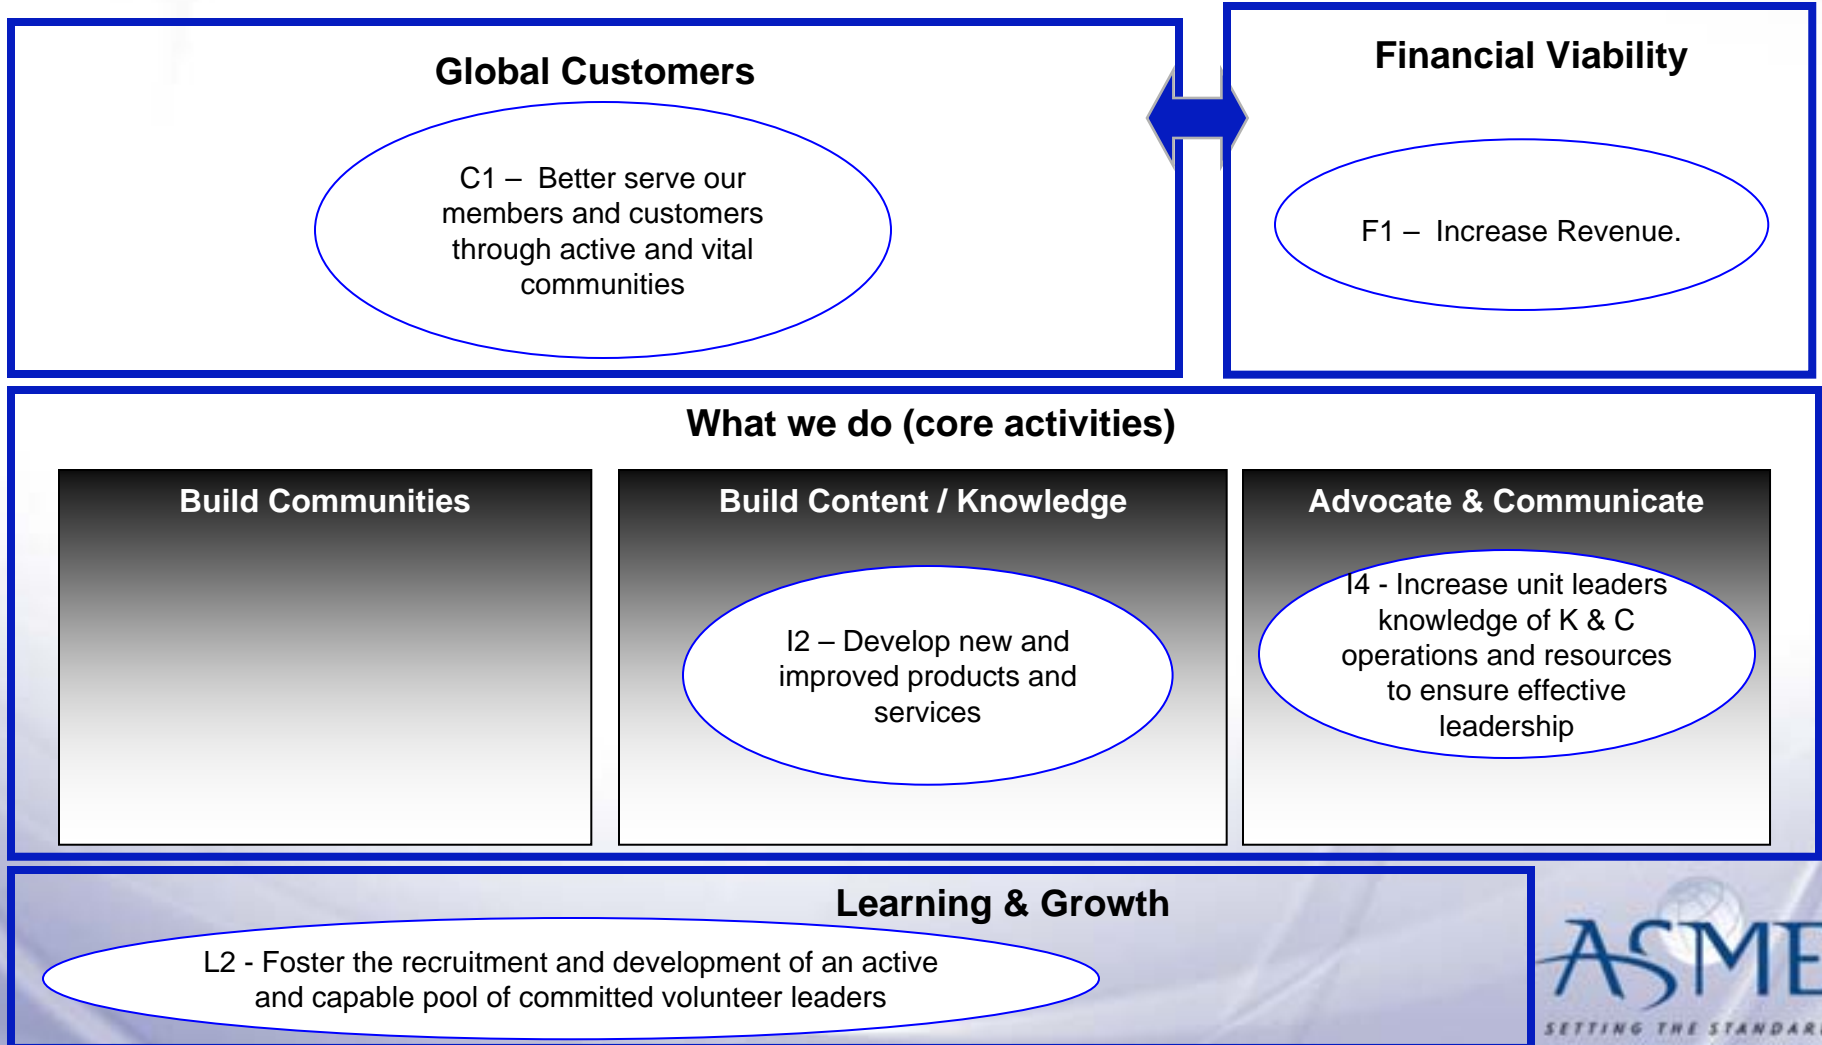 Global Customers
C1 –  Better serve our
members and customers
through active and vital
communities
Financial Viability
F1 –  Increase Revenue.
What we do (core activities)
Build Communities
Build Content / Knowledge
I2 – Develop new and
improved products and
services
Advocate & Communicate
I4 - Increase unit leaders
knowledge of K & C
operations and resources
to ensure effective
leadership
Learning & Growth
L2 - Foster the recruitment and development of an active
and capable pool of committed volunteer leaders
ASME
SETTING THE STANDARD